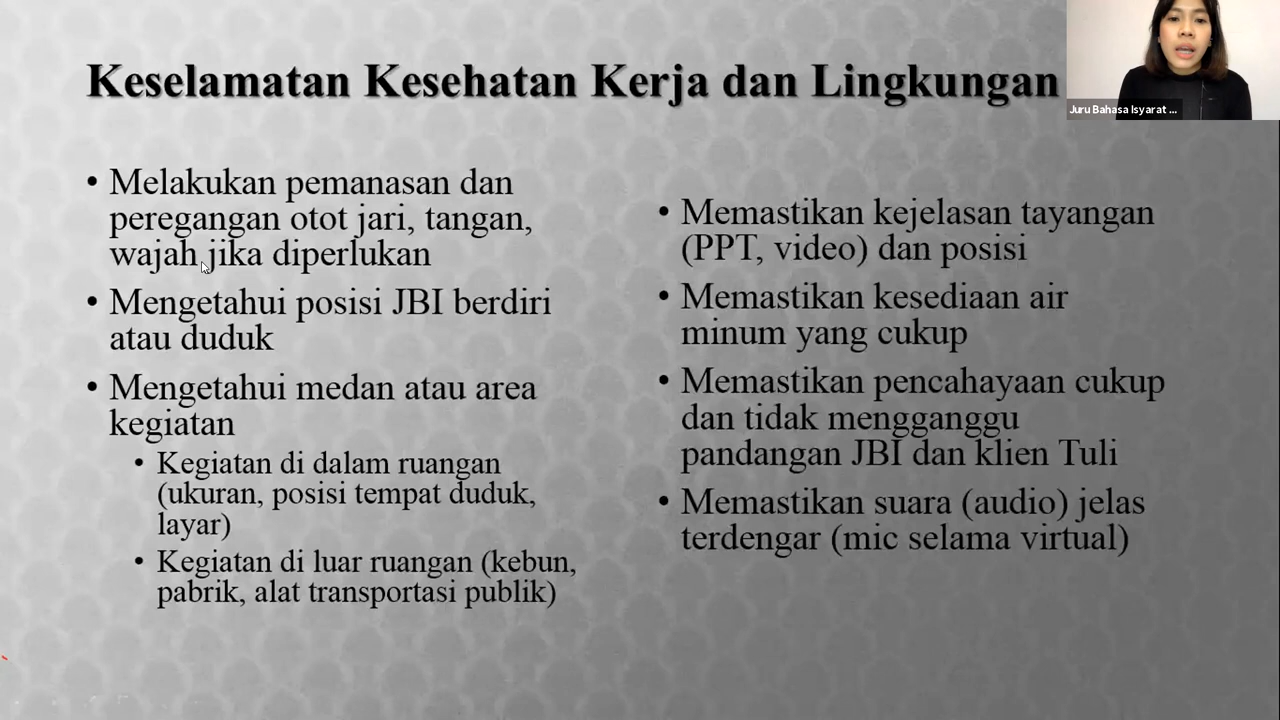 Keselamatan Kesehatan Kerja dan Lingkungan
Juru Bahasa Isyarat ...
• Melakukan pemanasan dan
peregangan otot jari, tangan,
wajah jika diperlukan
• Mengetahui posisi JBI berdiri
atau duduk
• Mengetahui medan atau area
kegiatan
• Kegiatan di dalam ruangan
(ukuran, posisi tempat duduk,
layar)
• Kegiatan di luar ruangan (kebun,
pabrik, alat transportasi publik)
• Memastikan kejelasan tayangan
(PPT, video) dan posisi
• Memastikan kesediaan air
minum yang cukup
• Memastikan pencahayaan cukup
dan tidak mengganggu
pandangan JBI dan klien Tuli
• Memastikan suara (audio) jelas
terdengar (mic selama virtual)